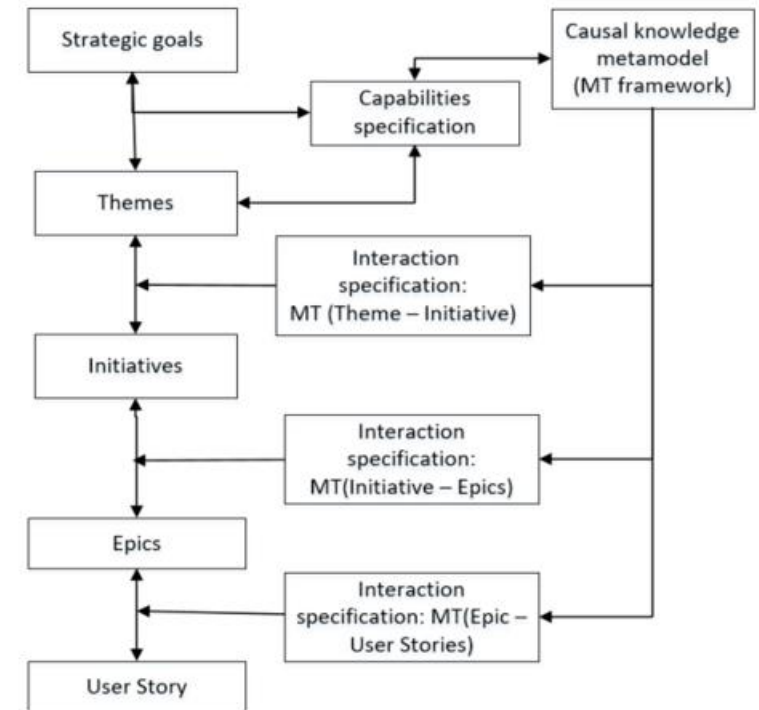 Strategic goals
Causal knowledge
metamodel
(MT framework)
Capabilities
specification
Themes
Interaction
specification:
MT (Theme – Initiative)
Initiatives
Interaction
specification:
MT(Initiative – Epics)
Epics
Interaction
specification: MT(Epic –
User Stories)
User Story